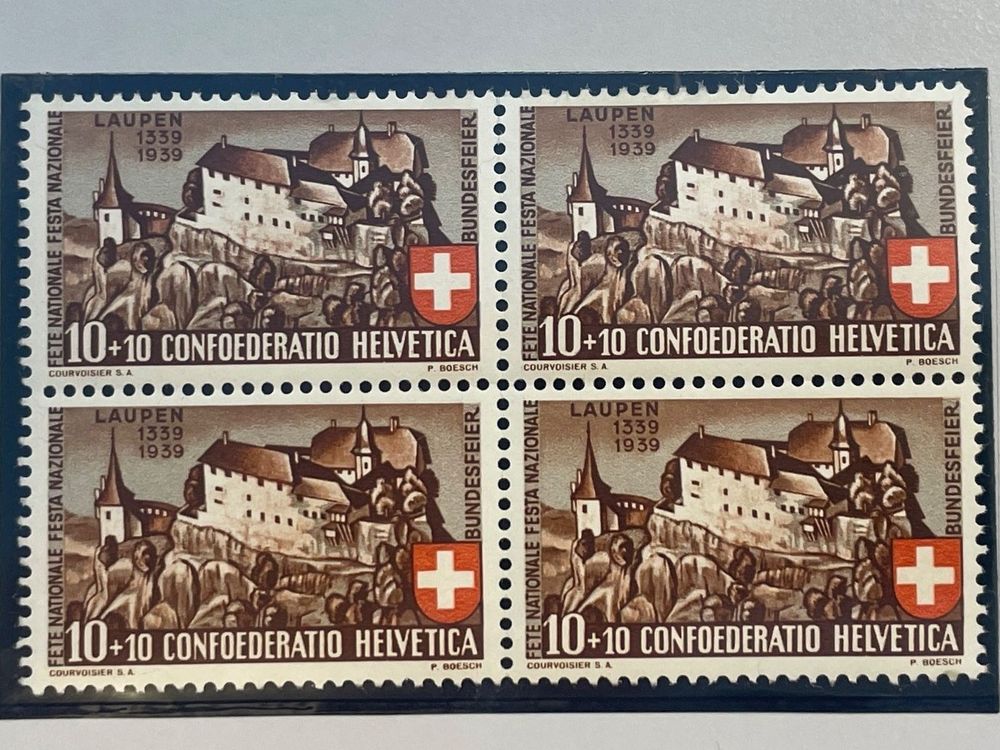 FETE NATIONALE FESTA NAZIONALE
LAUPEN
1339
1939
BUNDESFEIER
10+10 CONFOEDERATIO HELVETICA
COURVOISIER S.A. P. BOESCH
FETE NATIONALE FESTA NAZIONALE
LAUPEN
1339
1939
BUNDESFEIER
10+10 CONFOEDERATIO HELVETICA
COURVOISIER S.A. P. BOESCH
FETE NATIONALE FESTA NAZIONALE
LAUPEN
1339
1939
BUNDESFEIER
10+10 CONFOEDERATIO HELVETICA
COURVOISIER S.A. P. BOESCH
FETE NATIONALE FESTA NAZIONALE
LAUPEN
1339
1939
BUNDESFEIER
10+10 CONFOEDERATIO HELVETICA
COURVOISIER S.A. P. BOESCH